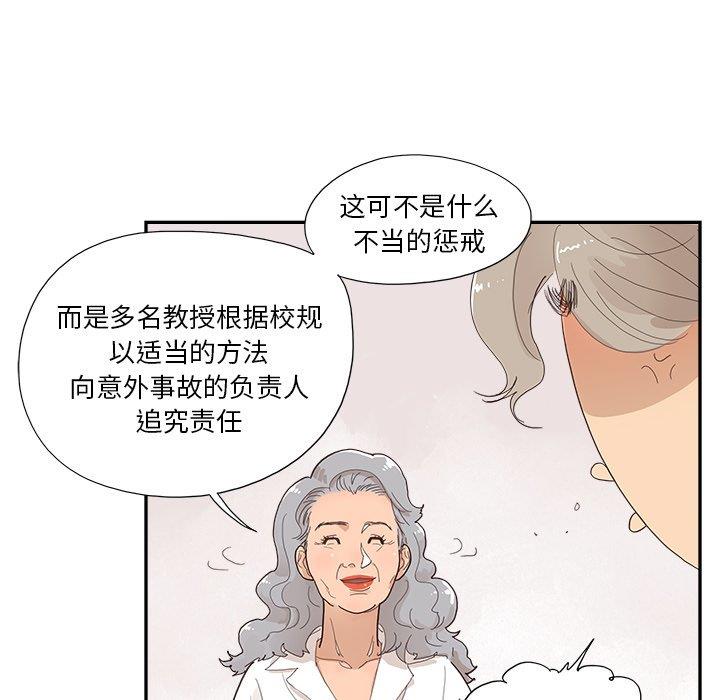 这可不是什么
不当的惩戒
而是多名教授根据校规
以适当的方法
向意外事故的负责人
追究责任